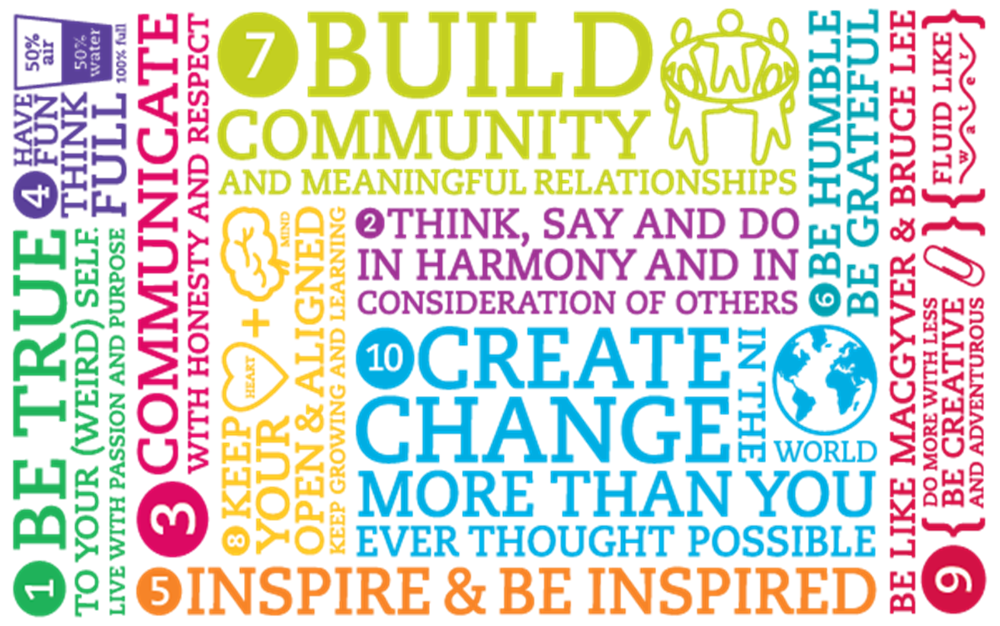 1 BE TRUE
TO YOUR (WEIRD) SELF.
LIVE WITH PASSION AND PURPOSE
2 THINK, SAY AND DO
IN HARMONY AND IN
CONSIDERATION OF OTHERS
3 COMMUNICATE
WITH HONESTY AND RESPECT
4 HAVE
FUN
THINK
FULL
50%
air
50%
water
100% full
5 INSPIRE & BE INSPIRED
6 BE HUMBLE
BE GRATEFUL
7 BUILD
COMMUNITY
AND MEANINGFUL RELATIONSHIPS
8 KEEP
YOUR
HEART
+
MIND
OPEN & ALIGNED
KEEP GROWING AND LEARNING
BE LIKE MACGYVER & BRUCE LEE
9 {
DO MORE WITH LESS
BE CREATIVE
AND ADVENTUROUS
}
{
FLUID LIKE
water
}
10 CREATE
CHANGE
IN THE
WORLD
MORE THAN YOU
EVER THOUGHT POSSIBLE